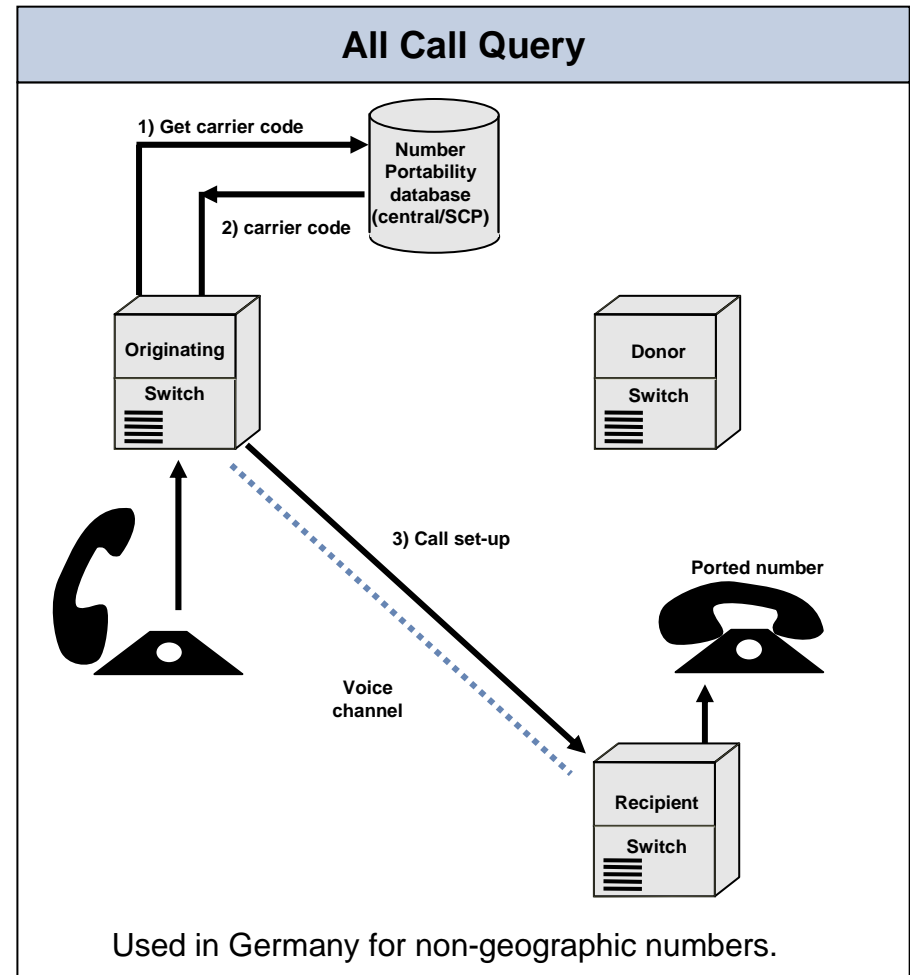 All Call Query
1) Get carrier code
Number
Portability
database
(central/SCP)
2) carrier code
Originating
Switch
Donor
Switch
3) Call set-up
Ported number
Voice
channel
Recipient
Switch
Used in Germany for non-geographic numbers.